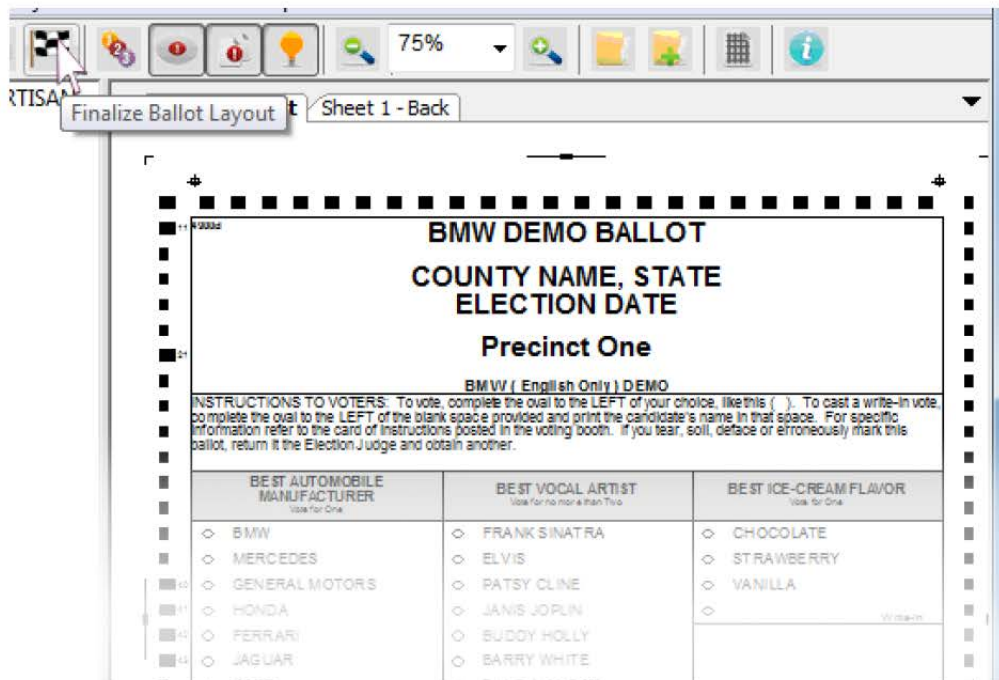 75%
RTISAN
Finalize Ballot Layout
Sheet 1 - Back
11
BMW DEMO BALLOT
COUNTY NAME, STATE
ELECTION DATE
Precinct One
21
BMW ( English Only ) DEMO
INSTRUCTIONS TO VOTERS: To vote, complete the oval to the LEFT of your choice, like this ( ). To cast a write-in vote,
complete the oval to the LEFT of the blank space provided and print the candidate's name in that space. For specific
information refer to the card of instructions posted in the voting booth. If you tear, soil, deface or erroneously mark this
ballot, return it the Election Judge and obtain another.
BEST AUTOMOBILE
MANUFACTURER
Vote for One
BEST VOCAL ARTIST
Vote for no more than Two
BEST ICE-CREAM FLAVOR
Vote for One
BMW
FRANK SINATRA
CHOCOLATE
MERCEDES
ELVIS
STRAWBERRY
40
GENERAL MOTORS
PATSY CLINE
VANILLA
41
HONDA
JANIS JOPLIN
Write-in
42
FERRARI
BUDDY HOLLY
43
JAGUAR
BARRY WHITE